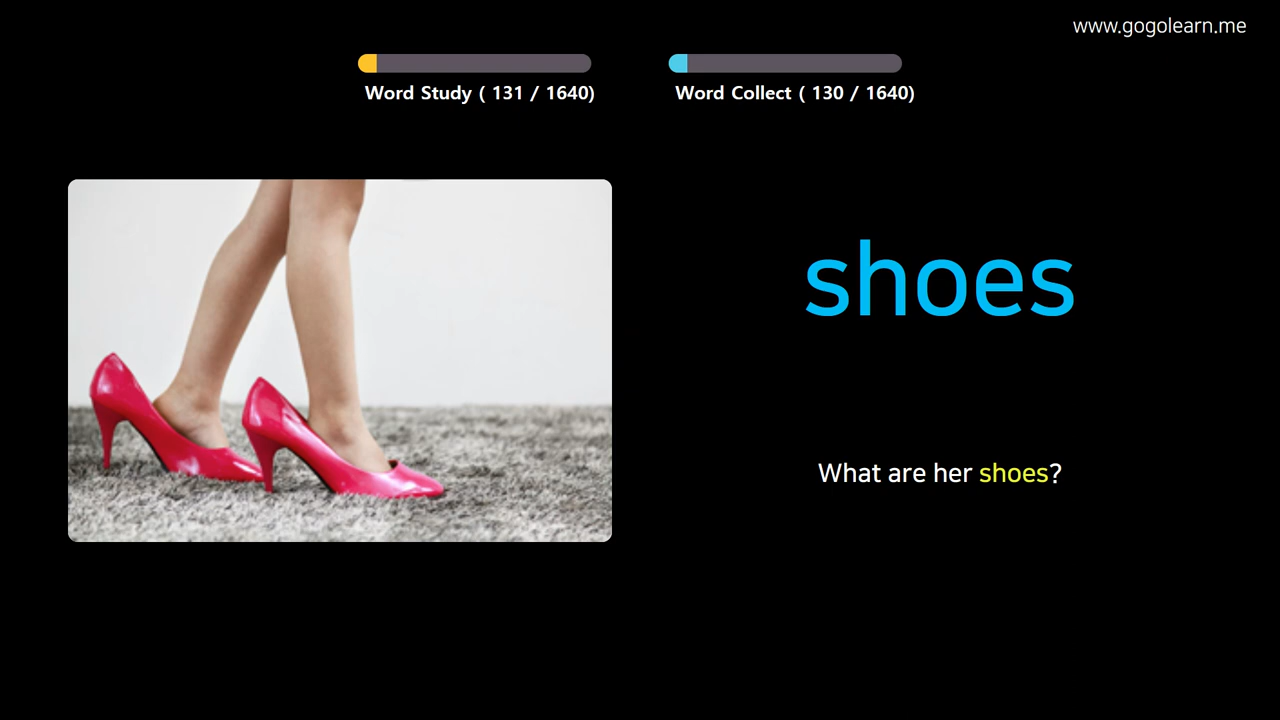 www.gogolearn.me
Word Study ( 131 / 1640)
Word Collect ( 130 / 1640)
shoes
What are her shoes?